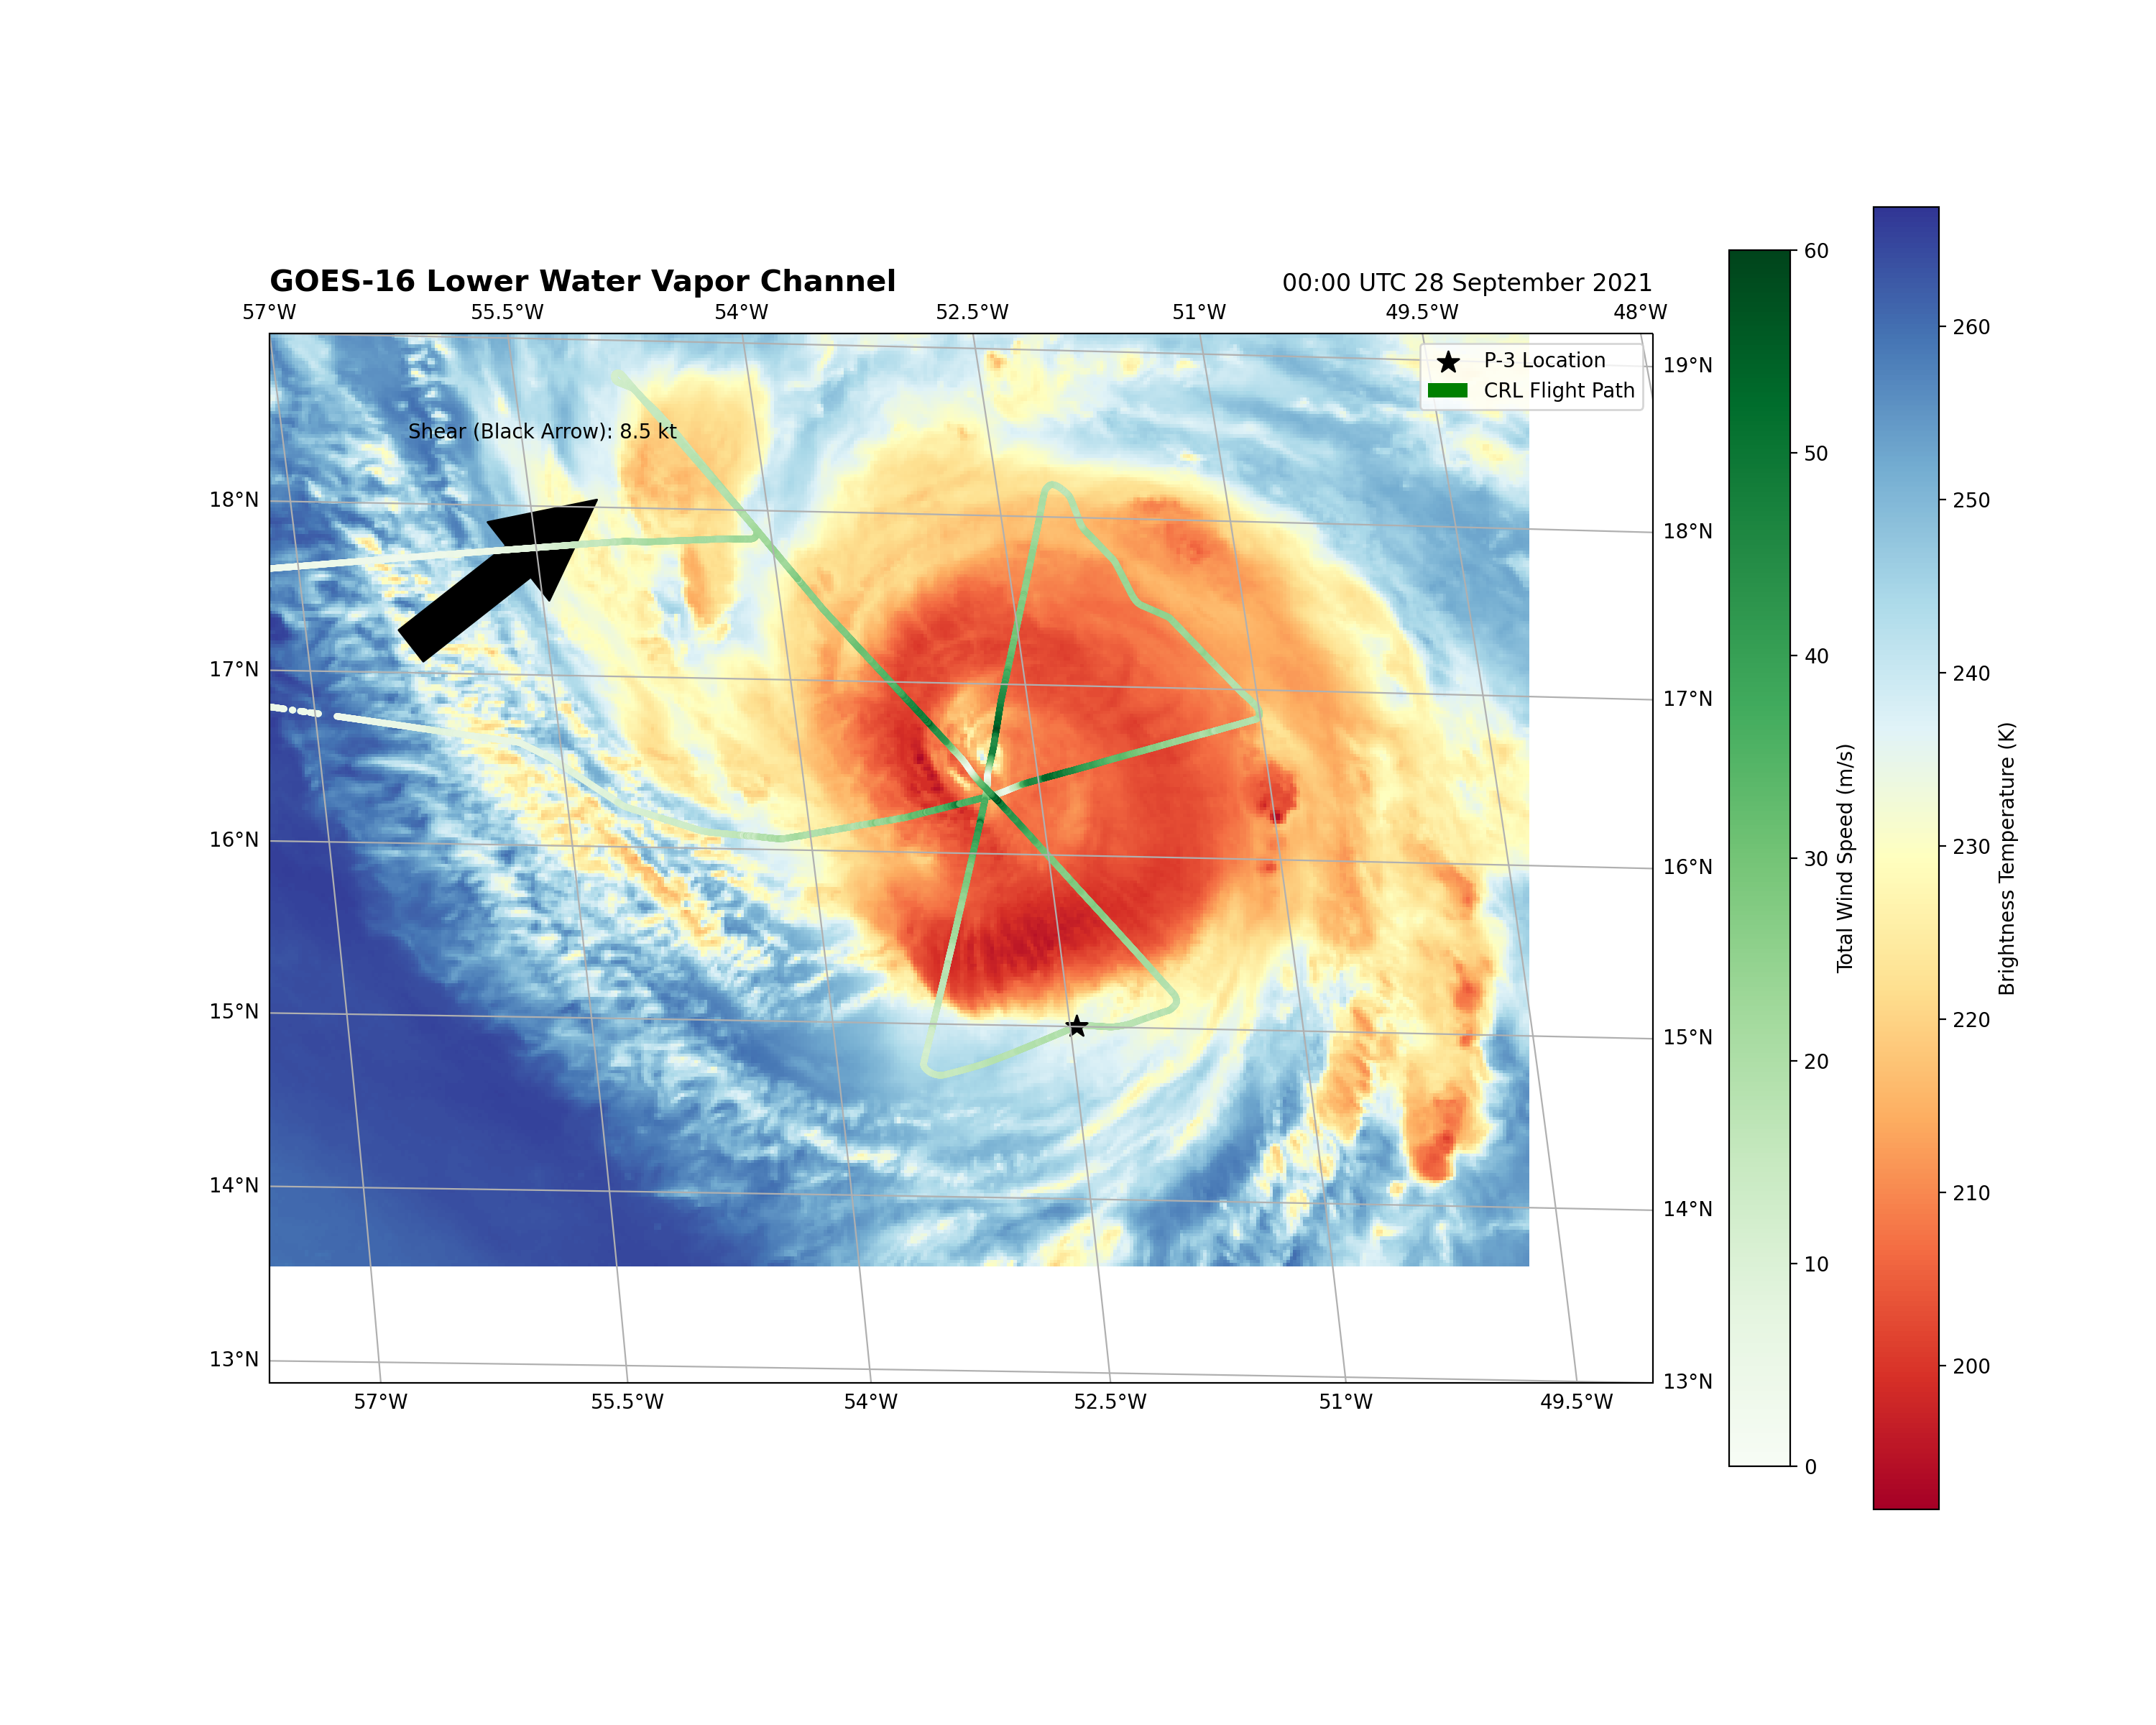 GOES-16 Lower Water Vapor Channel
00:00 UTC 28 September 2021
57°W 55.5°W 54°W 52.5°W 51°W 49.5°W 48°W
P-3 Location
CRL Flight Path
Shear (Black Arrow): 8.5 kt
18°N
17°N
16°N
15°N
14°N
13°N
19°N
18°N
17°N
16°N
15°N
14°N
13°N
57°W 55.5°W 54°W 52.5°W 51°W 49.5°W
60
50
40
30
20
10
0
Total Wind Speed (m/s)
260
250
240
230
220
210
200
Brightness Temperature (K)